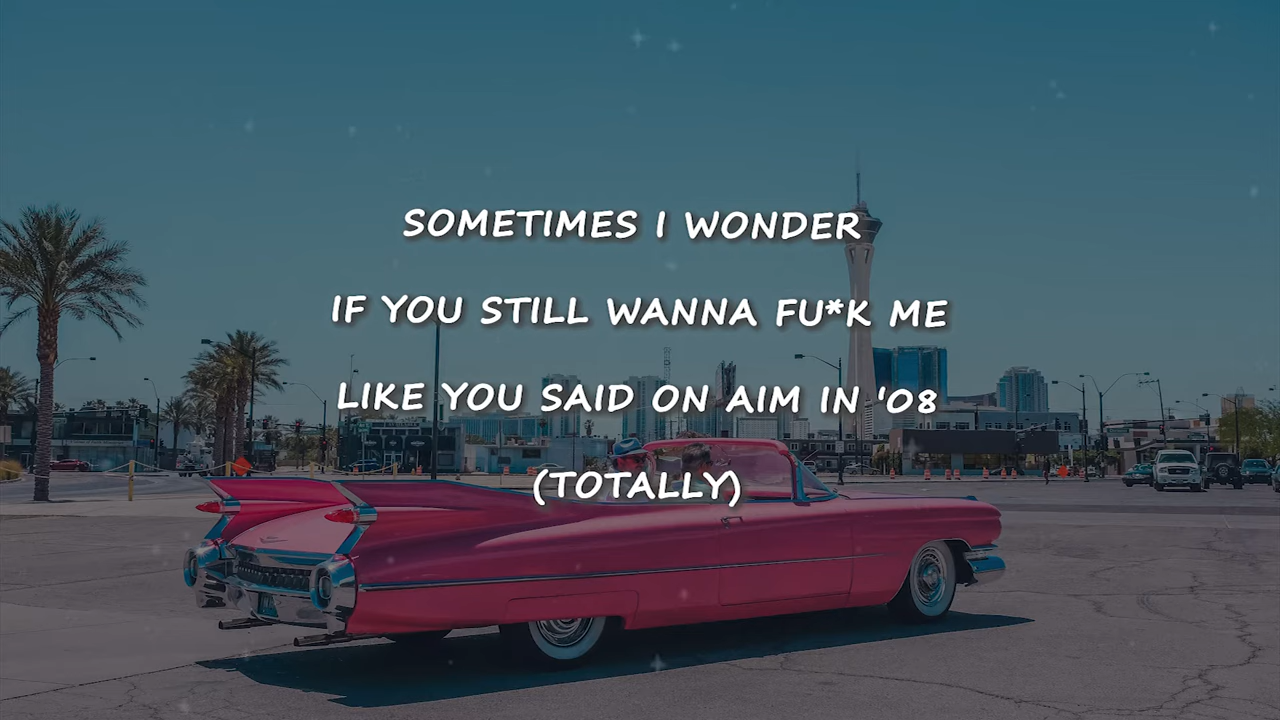 SOMETIMES I WONDER
IF YOU STILL WANNA FU*K ME
LIKE YOU SAID ON AIM IN '08
(TOTALLY)